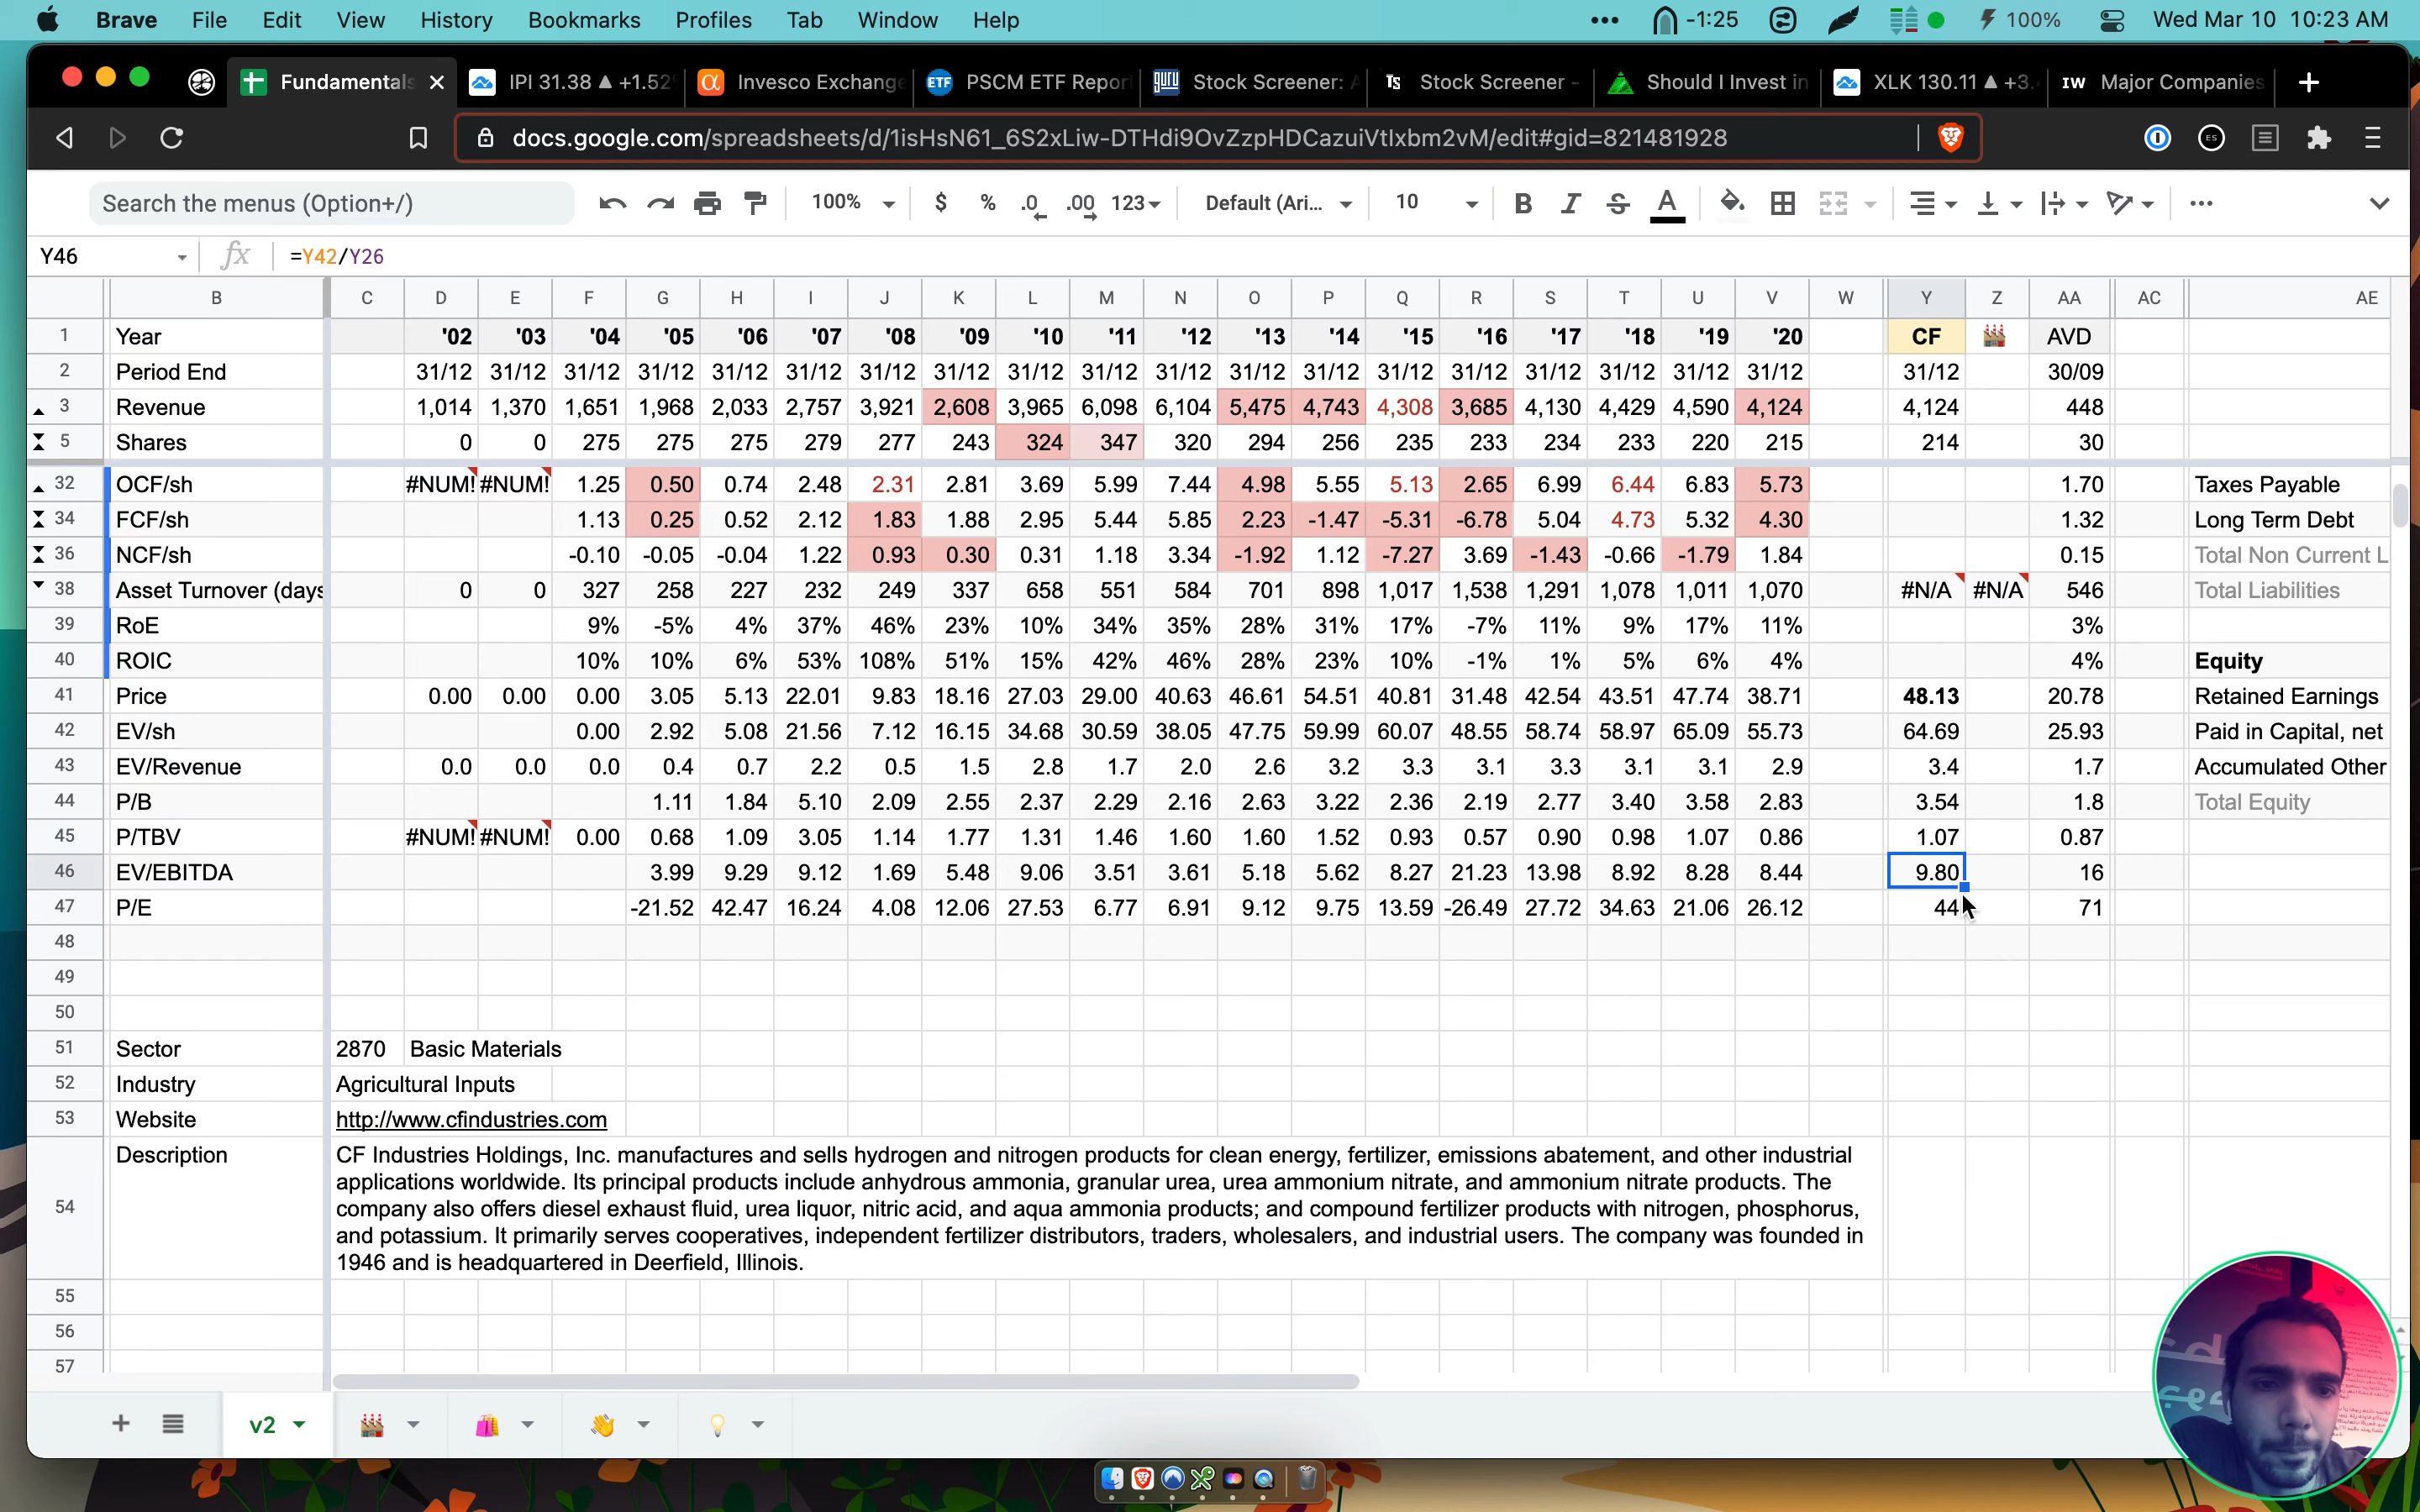 Brave File Edit View History Bookmarks Profiles Tab Window Help ••• -1:25 100% Wed Mar 10 10:23 AM
Fundamentals IPI 31.38 ▲ +1.52 Invesco Exchange PSCM ETF Report Stock Screener: Stock Screener - Should I Invest in XLK 130.11 ▲ +3. IW Major Companies
docs.google.com/spreadsheets/d/1isHsN61_6S2xLiw-DTHdi9OvZzpHDCazuiVtIxbm2vM/edit#gid=821481928
Search the menus (Option+/) 100% $ % .0 .00 123 Default (Ari... 10 B I S A
Y46 fx =Y42/Y26
B C D E F G H I J K L M N O P Q R S T U V W Y Z AA AC AE
1 Year '02 '03 '04 '05 '06 '07 '08 '09 '10 '11 '12 '13 '14 '15 '16 '17 '18 '19 '20 CF AVD
2 Period End 31/12 31/12 31/12 31/12 31/12 31/12 31/12 31/12 31/12 31/12 31/12 31/12 31/12 31/12 31/12 31/12 31/12 31/12 31/12 31/12 30/09
3 Revenue 1,014 1,370 1,651 1,968 2,033 2,757 3,921 2,608 3,965 6,098 6,104 5,475 4,743 4,308 3,685 4,130 4,429 4,590 4,124 4,124 448
5 Shares 0 0 275 275 275 279 277 243 324 347 320 294 256 235 233 234 233 220 215 214 30
32 OCF/sh #NUM! #NUM! 1.25 0.50 0.74 2.48 2.31 2.81 3.69 5.99 7.44 4.98 5.55 5.13 2.65 6.99 6.44 6.83 5.73 1.70 Taxes Payable
34 FCF/sh 1.13 0.25 0.52 2.12 1.83 1.88 2.95 5.44 5.85 2.23 -1.47 -5.31 -6.78 5.04 4.73 5.32 4.30 1.32 Long Term Debt
36 NCF/sh -0.10 -0.05 -0.04 1.22 0.93 0.30 0.31 1.18 3.34 -1.92 1.12 -7.27 3.69 -1.43 -0.66 -1.79 1.84 0.15 Total Non Current L
38 Asset Turnover (days 0 0 327 258 227 232 249 337 658 551 584 701 898 1,017 1,538 1,291 1,078 1,011 1,070 #N/A #N/A 546 Total Liabilities
39 RoE 9% -5% 4% 37% 46% 23% 10% 34% 35% 28% 31% 17% -7% 11% 9% 17% 11% 3%
40 ROIC 10% 10% 6% 53% 108% 51% 15% 42% 46% 28% 23% 10% -1% 1% 5% 6% 4% 4% Equity
41 Price 0.00 0.00 0.00 3.05 5.13 22.01 9.83 18.16 27.03 29.00 40.63 46.61 54.51 40.81 31.48 42.54 43.51 47.74 38.71 48.13 20.78 Retained Earnings
42 EV/sh 0.00 2.92 5.08 21.56 7.12 16.15 34.68 30.59 38.05 47.75 59.99 60.07 48.55 58.74 58.97 65.09 55.73 64.69 25.93 Paid in Capital, net
43 EV/Revenue 0.0 0.0 0.0 0.4 0.7 2.2 0.5 1.5 2.8 1.7 2.0 2.6 3.2 3.3 3.1 3.3 3.1 3.1 2.9 3.4 1.7 Accumulated Other
44 P/B 1.11 1.84 5.10 2.09 2.55 2.37 2.29 2.16 2.63 3.22 2.36 2.19 2.77 3.40 3.58 2.83 3.54 1.8 Total Equity
45 P/TBV #NUM! #NUM! 0.00 0.68 1.09 3.05 1.14 1.77 1.31 1.46 1.60 1.60 1.52 0.93 0.57 0.90 0.98 1.07 0.86 1.07 0.87
46 EV/EBITDA 3.99 9.29 9.12 1.69 5.48 9.06 3.51 3.61 5.18 5.62 8.27 21.23 13.98 8.92 8.28 8.44 9.80 16
47 P/E -21.52 42.47 16.24 4.08 12.06 27.53 6.77 6.91 9.12 9.75 13.59 -26.49 27.72 34.63 21.06 26.12 44 71
48
49
50
51 Sector 2870 Basic Materials
52 Industry Agricultural Inputs
53 Website http://www.cfindustries.com
54 Description CF Industries Holdings, Inc. manufactures and sells hydrogen and nitrogen products for clean energy, fertilizer, emissions abatement, and other industrial
applications worldwide. Its principal products include anhydrous ammonia, granular urea, urea ammonium nitrate, and ammonium nitrate products. The
company also offers diesel exhaust fluid, urea liquor, nitric acid, and aqua ammonia products; and compound fertilizer products with nitrogen, phosphorus,
and potassium. It primarily serves cooperatives, independent fertilizer distributors, traders, wholesalers, and industrial users. The company was founded in
1946 and is headquartered in Deerfield, Illinois.
55
56
57
v2